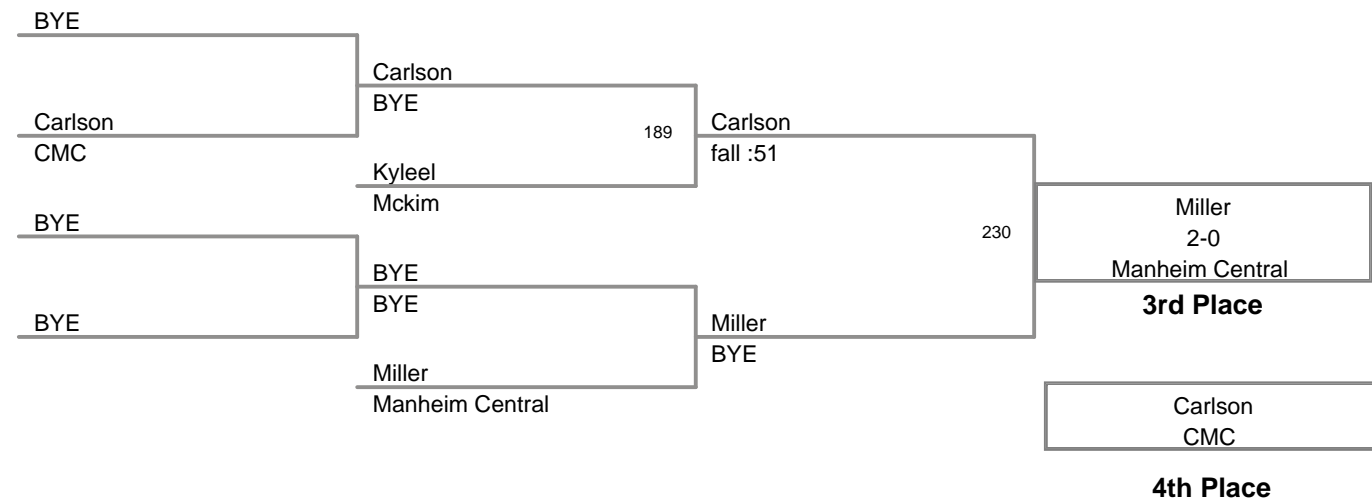 BYE
Carlson
BYE
Carlson
CMC
189
Carlson
fall :51
Kyleel
Mckim
Miller
2-0
Manheim Central
3rd Place
BYE
230
BYE
BYE
BYE
Miller
BYE
Miller
Manheim Central
Carlson
CMC
4th Place